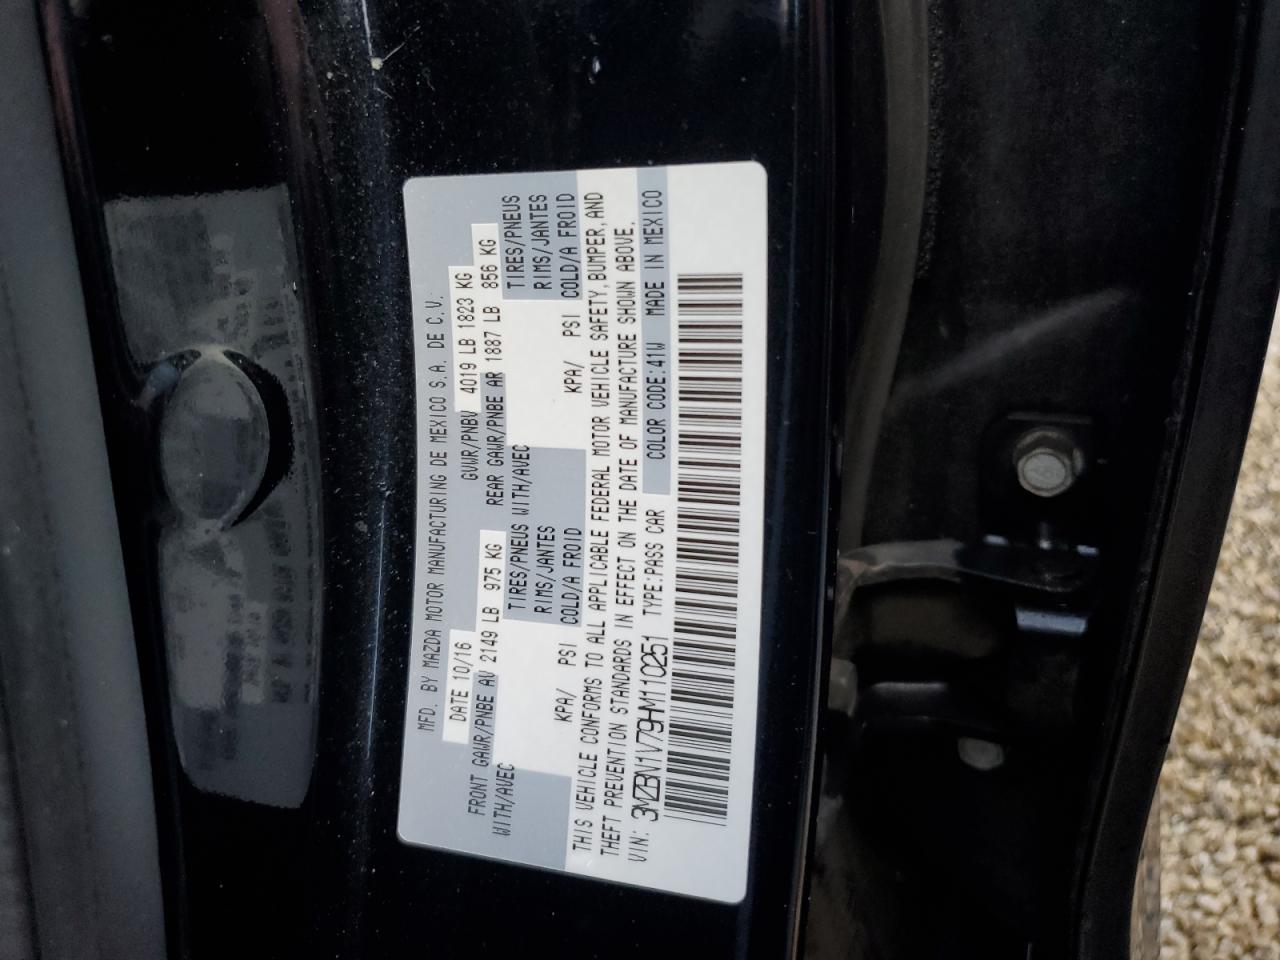 MFD. BY MAZDA MOTOR MANUFACTURING DE MEXICO S.A. DE C.V.
DATE 10/16 GVWR/PNBV 4019 LB 1823 KG
FRONT GAWR/PNBE AV 2149 LB 975 KG REAR GAWR/PNBE AR 1887 LB 856 KG
WITH/AVEC TIRES/PNEUS WITH/AVEC TIRES/PNEUS
RIMS/JANTES RIMS/JANTES
KPA/ PSI COLD/A FROID KPA/ PSI COLD/A FROID
THIS VEHICLE CONFORMS TO ALL APPLICABLE FEDERAL MOTOR VEHICLE SAFETY, BUMPER, AND
THEFT PREVENTION STANDARDS IN EFFECT ON THE DATE OF MANUFACTURE SHOWN ABOVE.
VIN: 3MZBN1V79HM110251 TYPE:PASS CAR COLOR CODE:41W MADE IN MEXICO